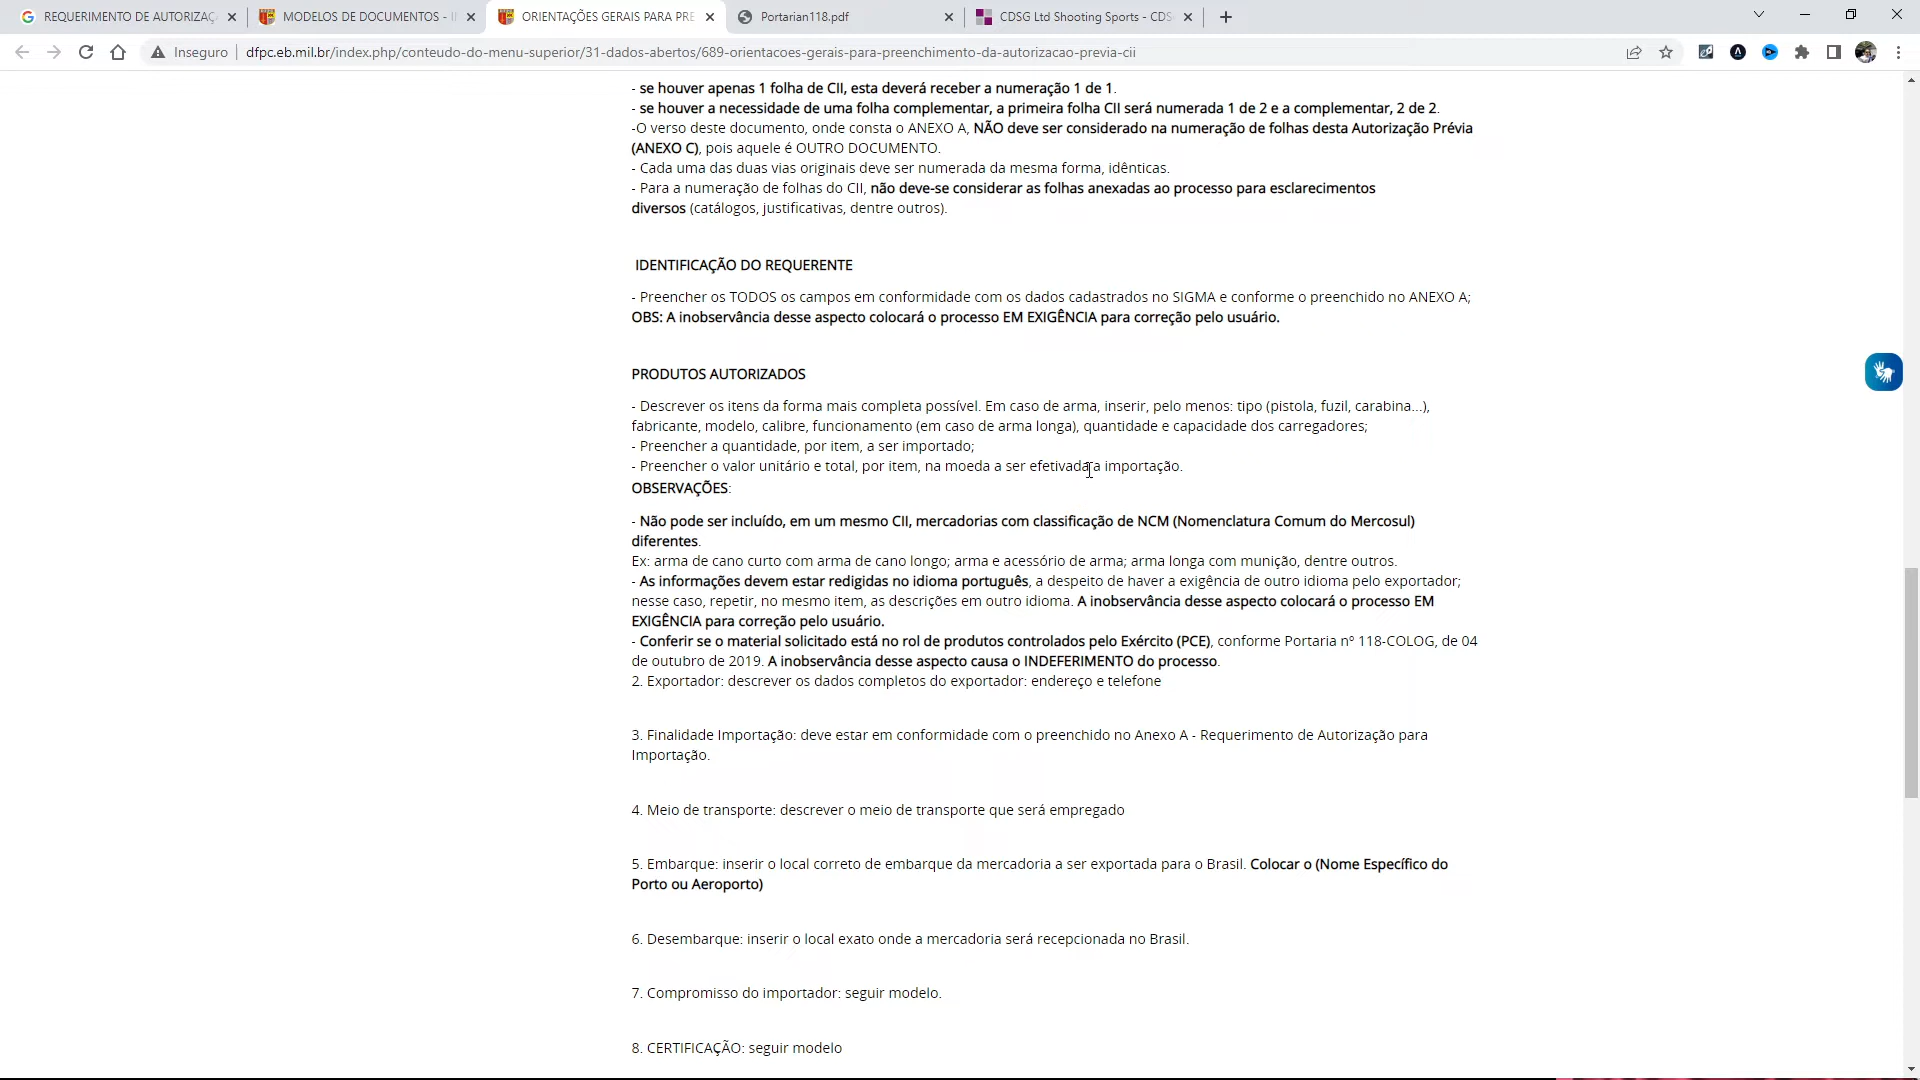 REQUERIMENTO DE AUTORIZAÇ
MODELOS DE DOCUMENTOS - II
ORIENTAÇÕES GERAIS PARA PRE
Portarian118.pdf
CDSG Ltd Shooting Sports - CDS
Inseguro
dfpc.eb.mil.br/index.php/conteudo-do-menu-superior/31-dados-abertos/689-orientacoes-gerais-para-preenchimento-da-autorizacao-previa-cii
- se houver apenas 1 folha de CII, esta deverá receber a numeração 1 de 1.
- se houver a necessidade de uma folha complementar, a primeira folha CII será numerada 1 de 2 e a complementar, 2 de 2.
-O verso deste documento, onde consta o ANEXO A, NÃO deve ser considerado na numeração de folhas desta Autorização Prévia
(ANEXO C), pois aquele é OUTRO DOCUMENTO.
- Cada uma das duas vias originais deve ser numerada da mesma forma, idênticas.
- Para a numeração de folhas do CII, não deve-se considerar as folhas anexadas ao processo para esclarecimentos
diversos (catálogos, justificativas, dentre outros).
IDENTIFICAÇÃO DO REQUERENTE
- Preencher os TODOS os campos em conformidade com os dados cadastrados no SIGMA e conforme o preenchido no ANEXO A;
OBS: A inobservância desse aspecto colocará o processo EM EXIGÊNCIA para correção pelo usuário.
PRODUTOS AUTORIZADOS
- Descrever os itens da forma mais completa possível. Em caso de arma, inserir, pelo menos: tipo (pistola, fuzil, carabina...),
fabricante, modelo, calibre, funcionamento (em caso de arma longa), quantidade e capacidade dos carregadores;
- Preencher a quantidade, por item, a ser importado;
- Preencher o valor unitário e total, por item, na moeda a ser efetivada a importação.
OBSERVAÇÕES:
- Não pode ser incluído, em um mesmo CII, mercadorias com classificação de NCM (Nomenclatura Comum do Mercosul)
diferentes.
Ex: arma de cano curto com arma de cano longo; arma e acessório de arma; arma longa com munição, dentre outros.
- As informações devem estar redigidas no idioma português, a despeito de haver a exigência de outro idioma pelo exportador;
nesse caso, repetir, no mesmo item, as descrições em outro idioma. A inobservância desse aspecto colocará o processo EM
EXIGÊNCIA para correção pelo usuário.
- Conferir se o material solicitado está no rol de produtos controlados pelo Exército (PCE), conforme Portaria nº 118-COLOG, de 04
de outubro de 2019. A inobservância desse aspecto causa o INDEFERIMENTO do processo.
2. Exportador: descrever os dados completos do exportador: endereço e telefone
3. Finalidade Importação: deve estar em conformidade com o preenchido no Anexo A - Requerimento de Autorização para
Importação.
4. Meio de transporte: descrever o meio de transporte que será empregado
5. Embarque: inserir o local correto de embarque da mercadoria a ser exportada para o Brasil. Colocar o (Nome Específico do
Porto ou Aeroporto)
6. Desembarque: inserir o local exato onde a mercadoria será recepcionada no Brasil.
7. Compromisso do importador: seguir modelo.
8. CERTIFICAÇÃO: seguir modelo